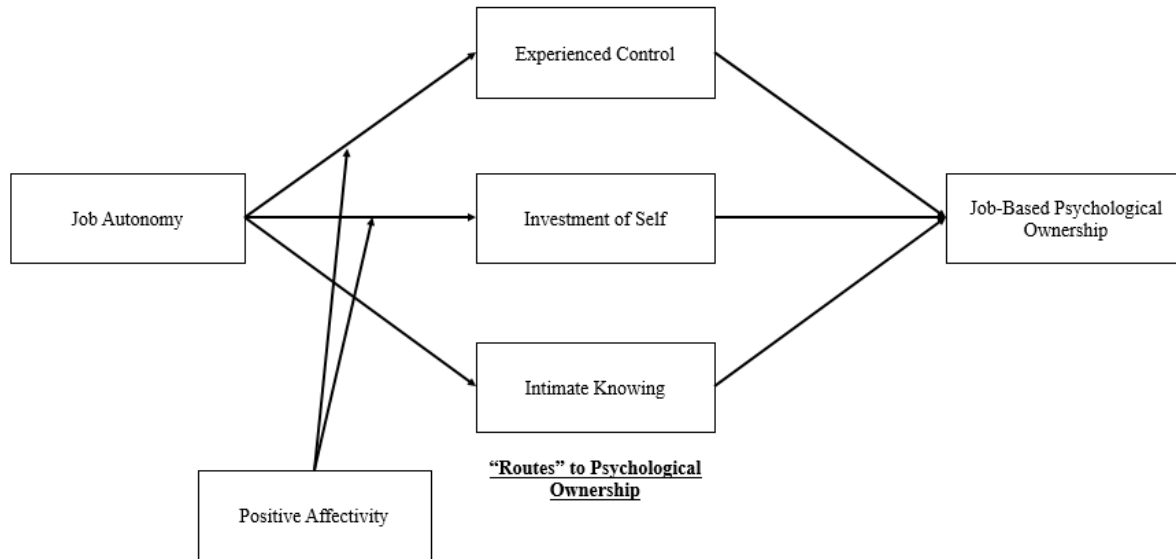 Experienced Control
Job Autonomy
Investment of Self
Job-Based Psychological
Ownership
Intimate Knowing
“Routes” to Psychological
Ownership
Positive Affectivity